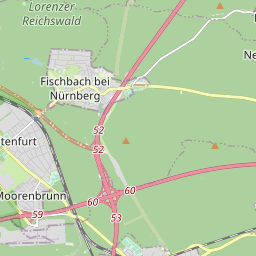 Lorenzer
Reichswald
Fischbach bei
Nürnberg
52
52
tenfurt
Moorenbrunn
60
60
59
53
Ne